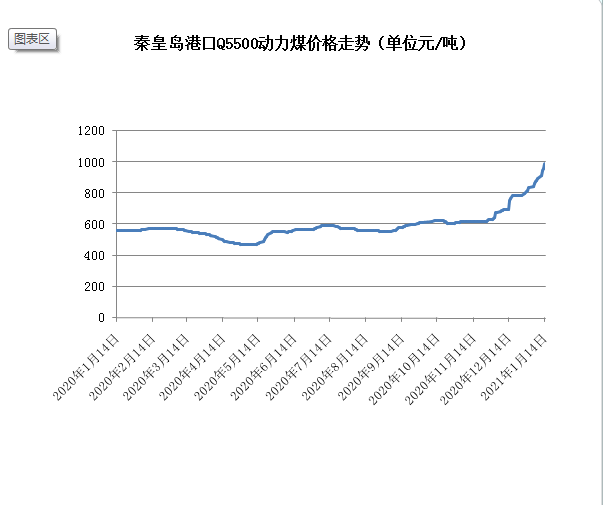 图表区
秦皇岛港口Q5500动力煤价格走势（单位元/吨）
1200
1000
800
600
400
200
0
2020年1月14日
2020年2月14日
2020年3月14日
2020年4月14日
2020年5月14日
2020年6月14日
2020年7月14日
2020年8月14日
2020年9月14日
2020年10月14日
2020年11月14日
2020年12月14日
2021年1月14日